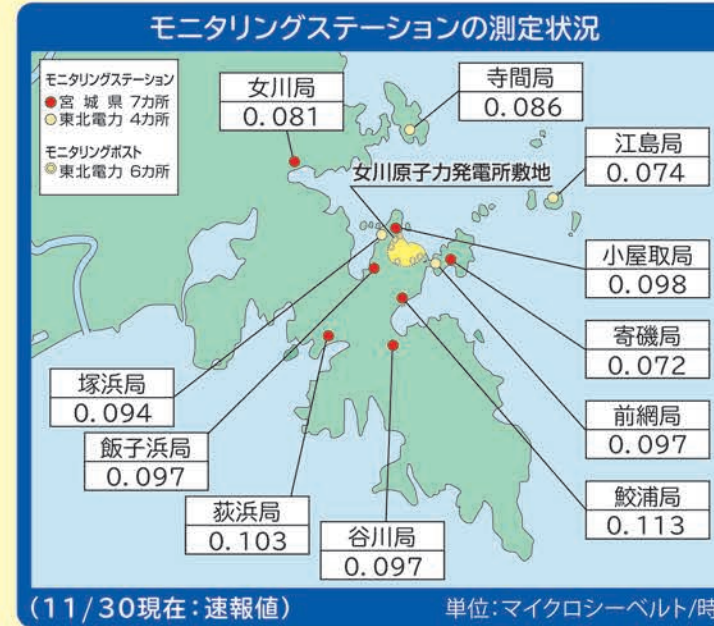 モニタリングステーションの測定状況
モニタリングステーション
宮城県 7カ所
東北電力 4カ所
モニタリングポスト
東北電力 6カ所
女川局
0.081
寺間局
0.086
江島局
0.074
女川原子力発電所敷地
小屋取局
0.098
寄磯局
0.072
前網局
0.097
鮫浦局
0.113
塚浜局
0.094
飯子浜局
0.097
荻浜局
0.103
谷川局
0.097
(11/30現在:速報値)
単位:マイクロシーベルト/時